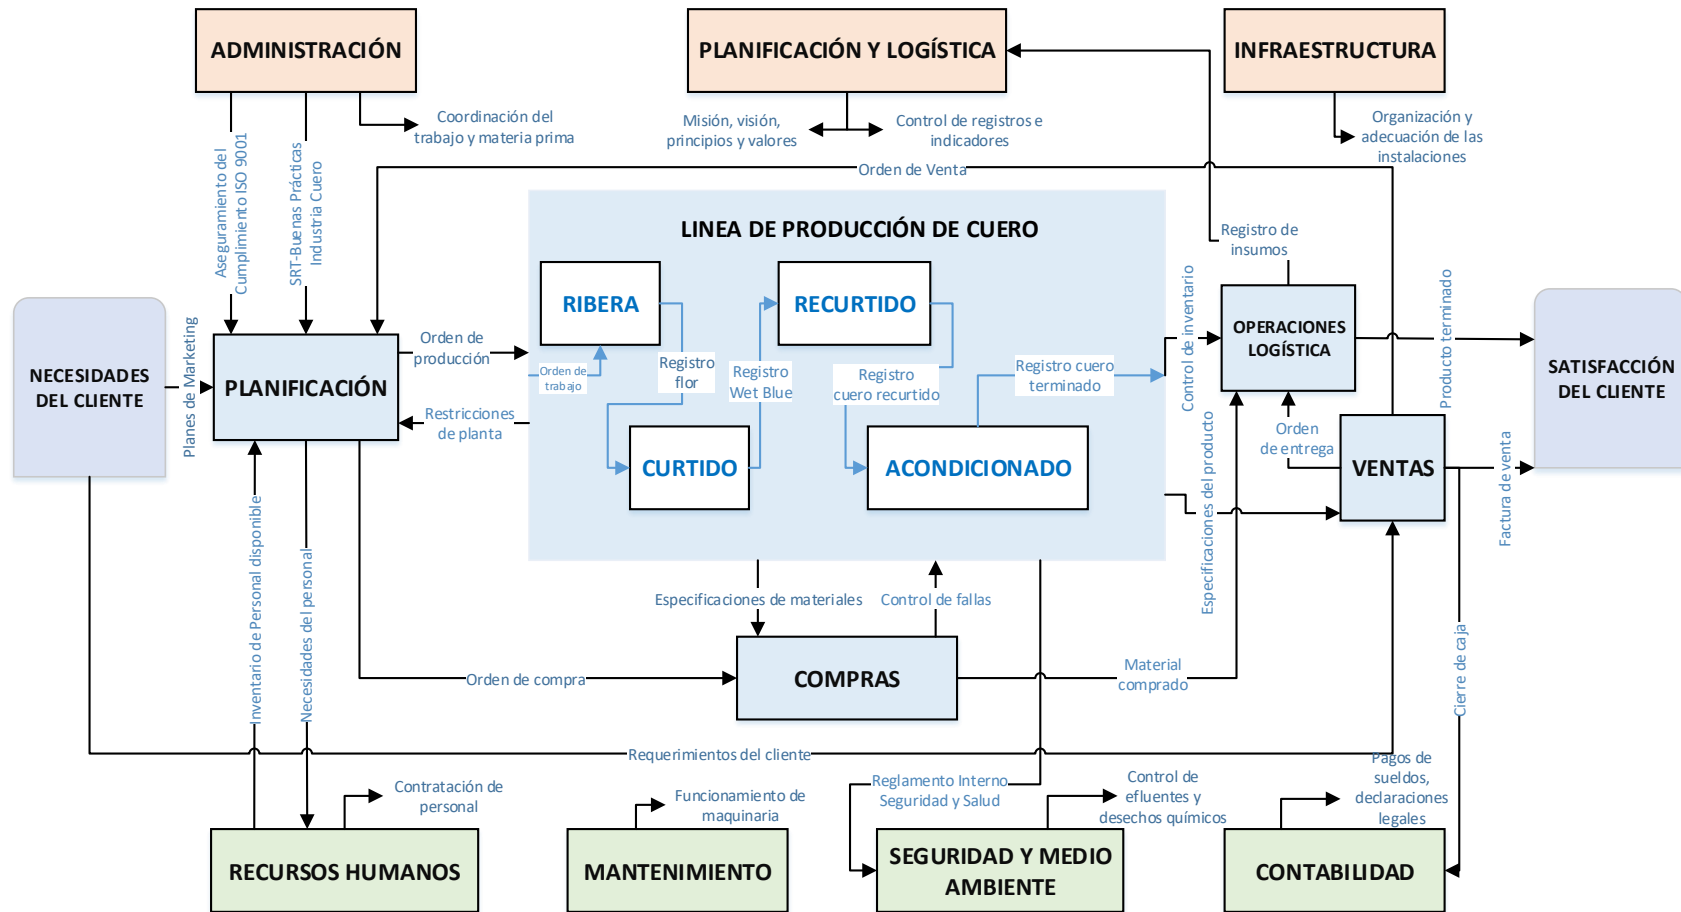 ADMINISTRACIÓN
PLANIFICACIÓN Y LOGÍSTICA
INFRAESTRUCTURA
Coordinación del
trabajo y materia prima
Misión, visión,
principios y valores
Control de registros e
indicadores
Organización y
adecuación de las
instalaciones
Aseguramiento del
Cumplimiento ISO 9001
SRT-Buenas Prácticas
Industria Cuero
Orden de Venta
LINEA DE PRODUCCIÓN DE CUERO
Registro de
insumos
NECESIDADES
DEL CLIENTE
Planes de Marketing
PLANIFICACIÓN
Orden de
producción
Restricciones
de planta
Orden de
trabajo
RIBERA
Registro
flor
CURTIDO
Registro
Wet Blue
RECURTIDO
Registro
cuero recurtido
ACONDICIONADO
Registro cuero
terminado
Control de inventario
Especificaciones del producto
OPERACIONES
LOGÍSTICA
Orden
de entrega
VENTAS
Producto terminado
Factura de venta
SATISFACCIÓN
DEL CLIENTE
Inventario de Personal disponible
Necesidades del personal
Especificaciones de materiales
Control de fallas
Orden de compra
COMPRAS
Material
comprado
Cierre de caja
Requerimientos del cliente
Contratación de
personal
Funcionamiento de
maquinaria
Reglamento Interno
Seguridad y Salud
Control de
efluentes y
desechos químicos
Pagos de
sueldos,
declaraciones
legales
RECURSOS HUMANOS
MANTENIMIENTO
SEGURIDAD Y MEDIO
AMBIENTE
CONTABILIDAD